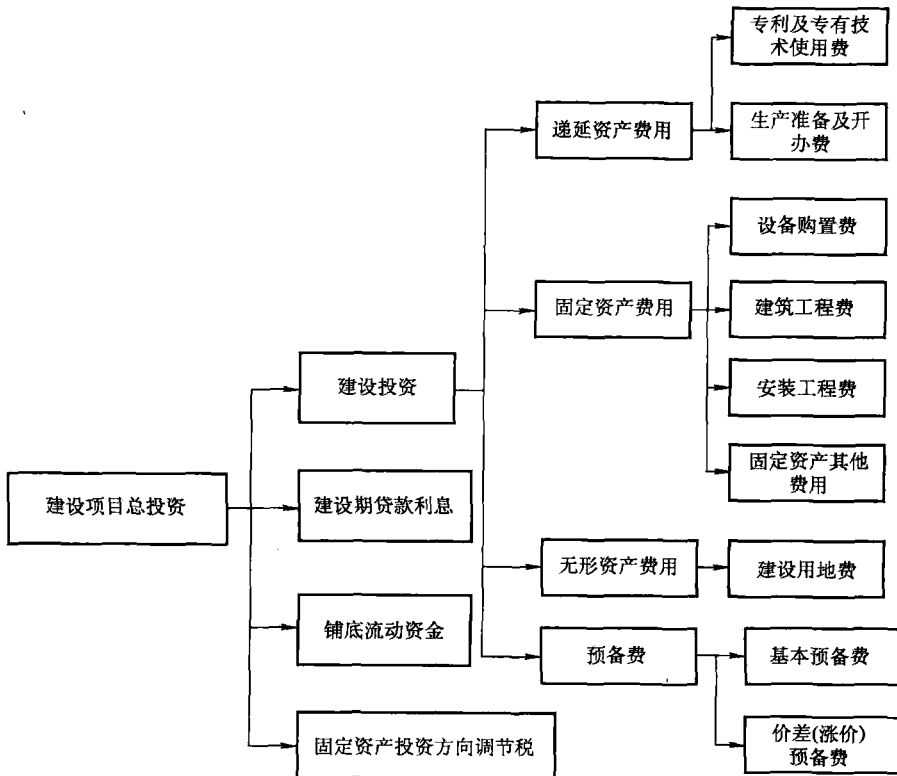 专利及专有技
术使用费
递延资产费用
生产准备及开
办费
设备购置费
固定资产费用
建筑工程费
建设投资
安装工程费
固定资产其他
费用
建设项目总投资
建设期贷款利息
无形资产费用
建设用地费
铺底流动资金
预备费
基本预备费
固定资产投资方向调节税
价差(涨价)
预备费